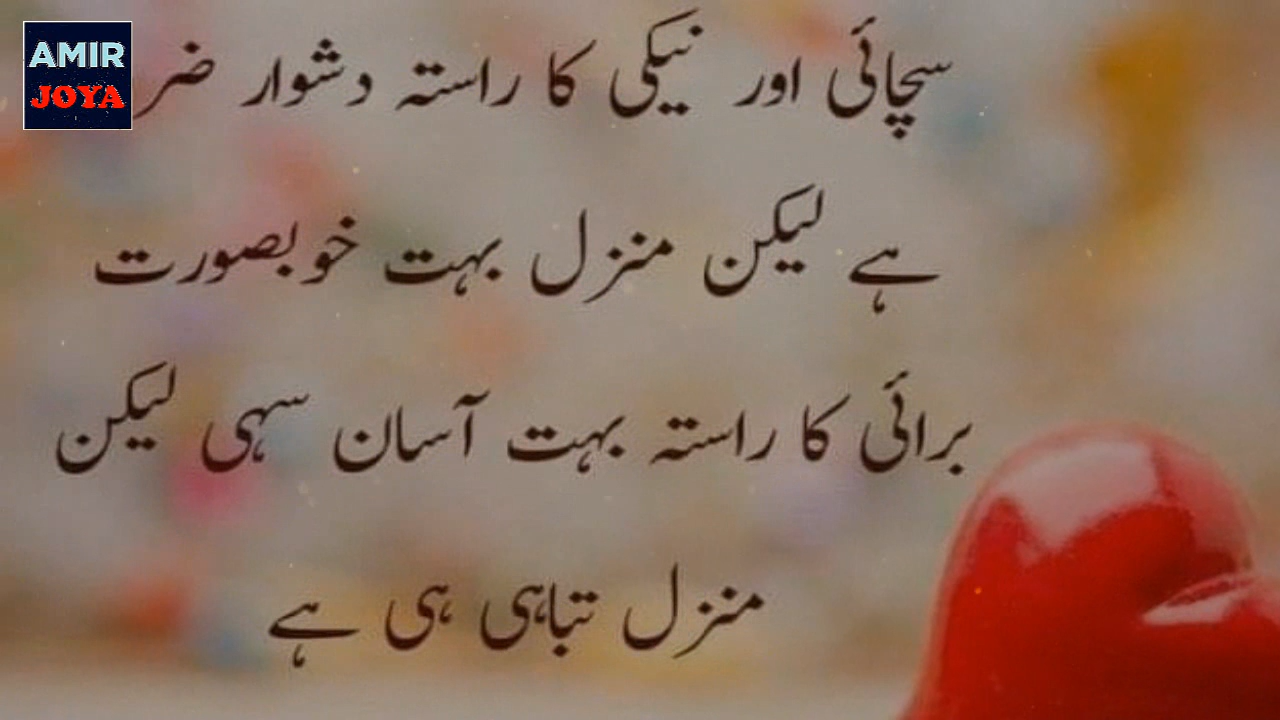 AMIR
JOYA
سچائی اور نیکی کا راستہ دشوار ضر
ہے لیکن منزل بہت خوبصورت
برائی کا راستہ بہت آسان سہی لیکن
منزل تباہی ہی ہے